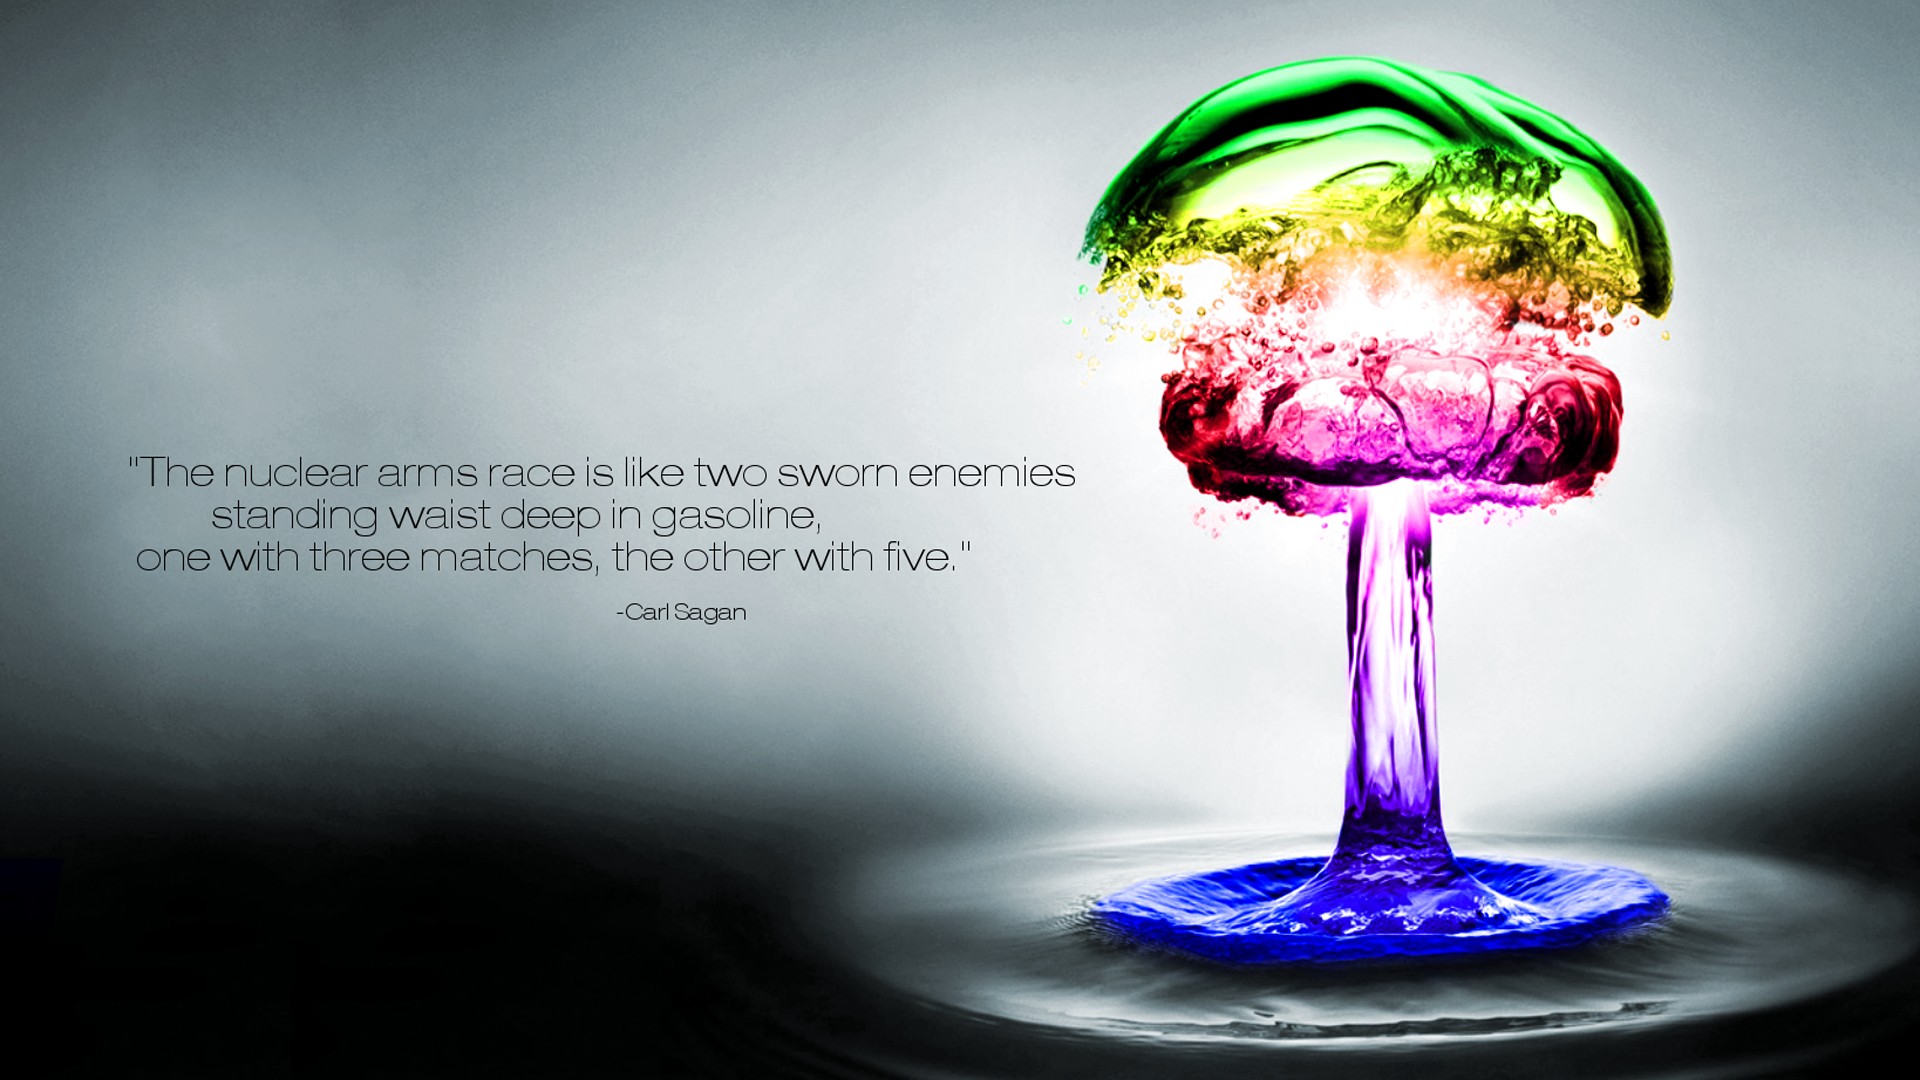 "The nuclear arms race is like two sworn enemies
standing waist deep in gasoline,
one with three matches, the other with five."
-Carl Sagan